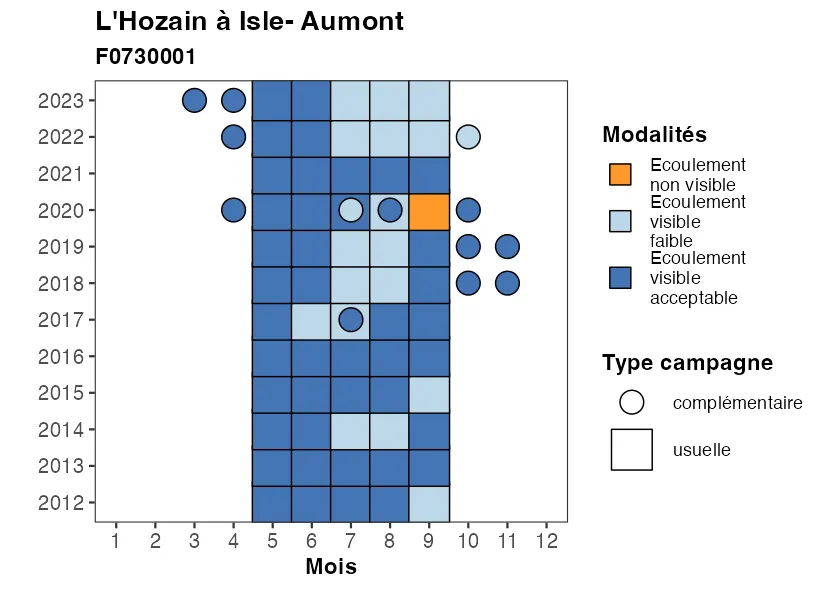 L'Hozain à Isle- Aumont
F0730001
2023
2022
2021
2020
2019
2018
2017
2016
2015
2014
2013
2012
1 2 3 4 5 6 7 8 9 10 11 12
Mois
Modalités
Ecoulement
non visible
Ecoulement
visible
faible
Ecoulement
visible
acceptable
Type campagne
complémentaire
usuelle